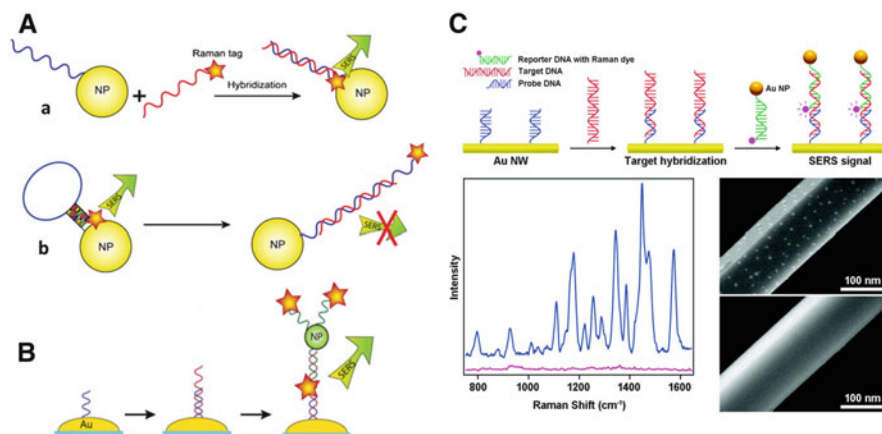 A
NP
+
Raman tag
Hybridization
SERS
NP
a
NP
SERS
b
NP
SERS
B
Au
NP
SERS
C
Reporter DNA with Raman dye
Target DNA
Probe DNA
Au NP
Au NW
Target hybridization
SERS signal
Intensity
800
1000
1200
1400
1600
Raman Shift (cm⁻¹)
100 nm
100 nm